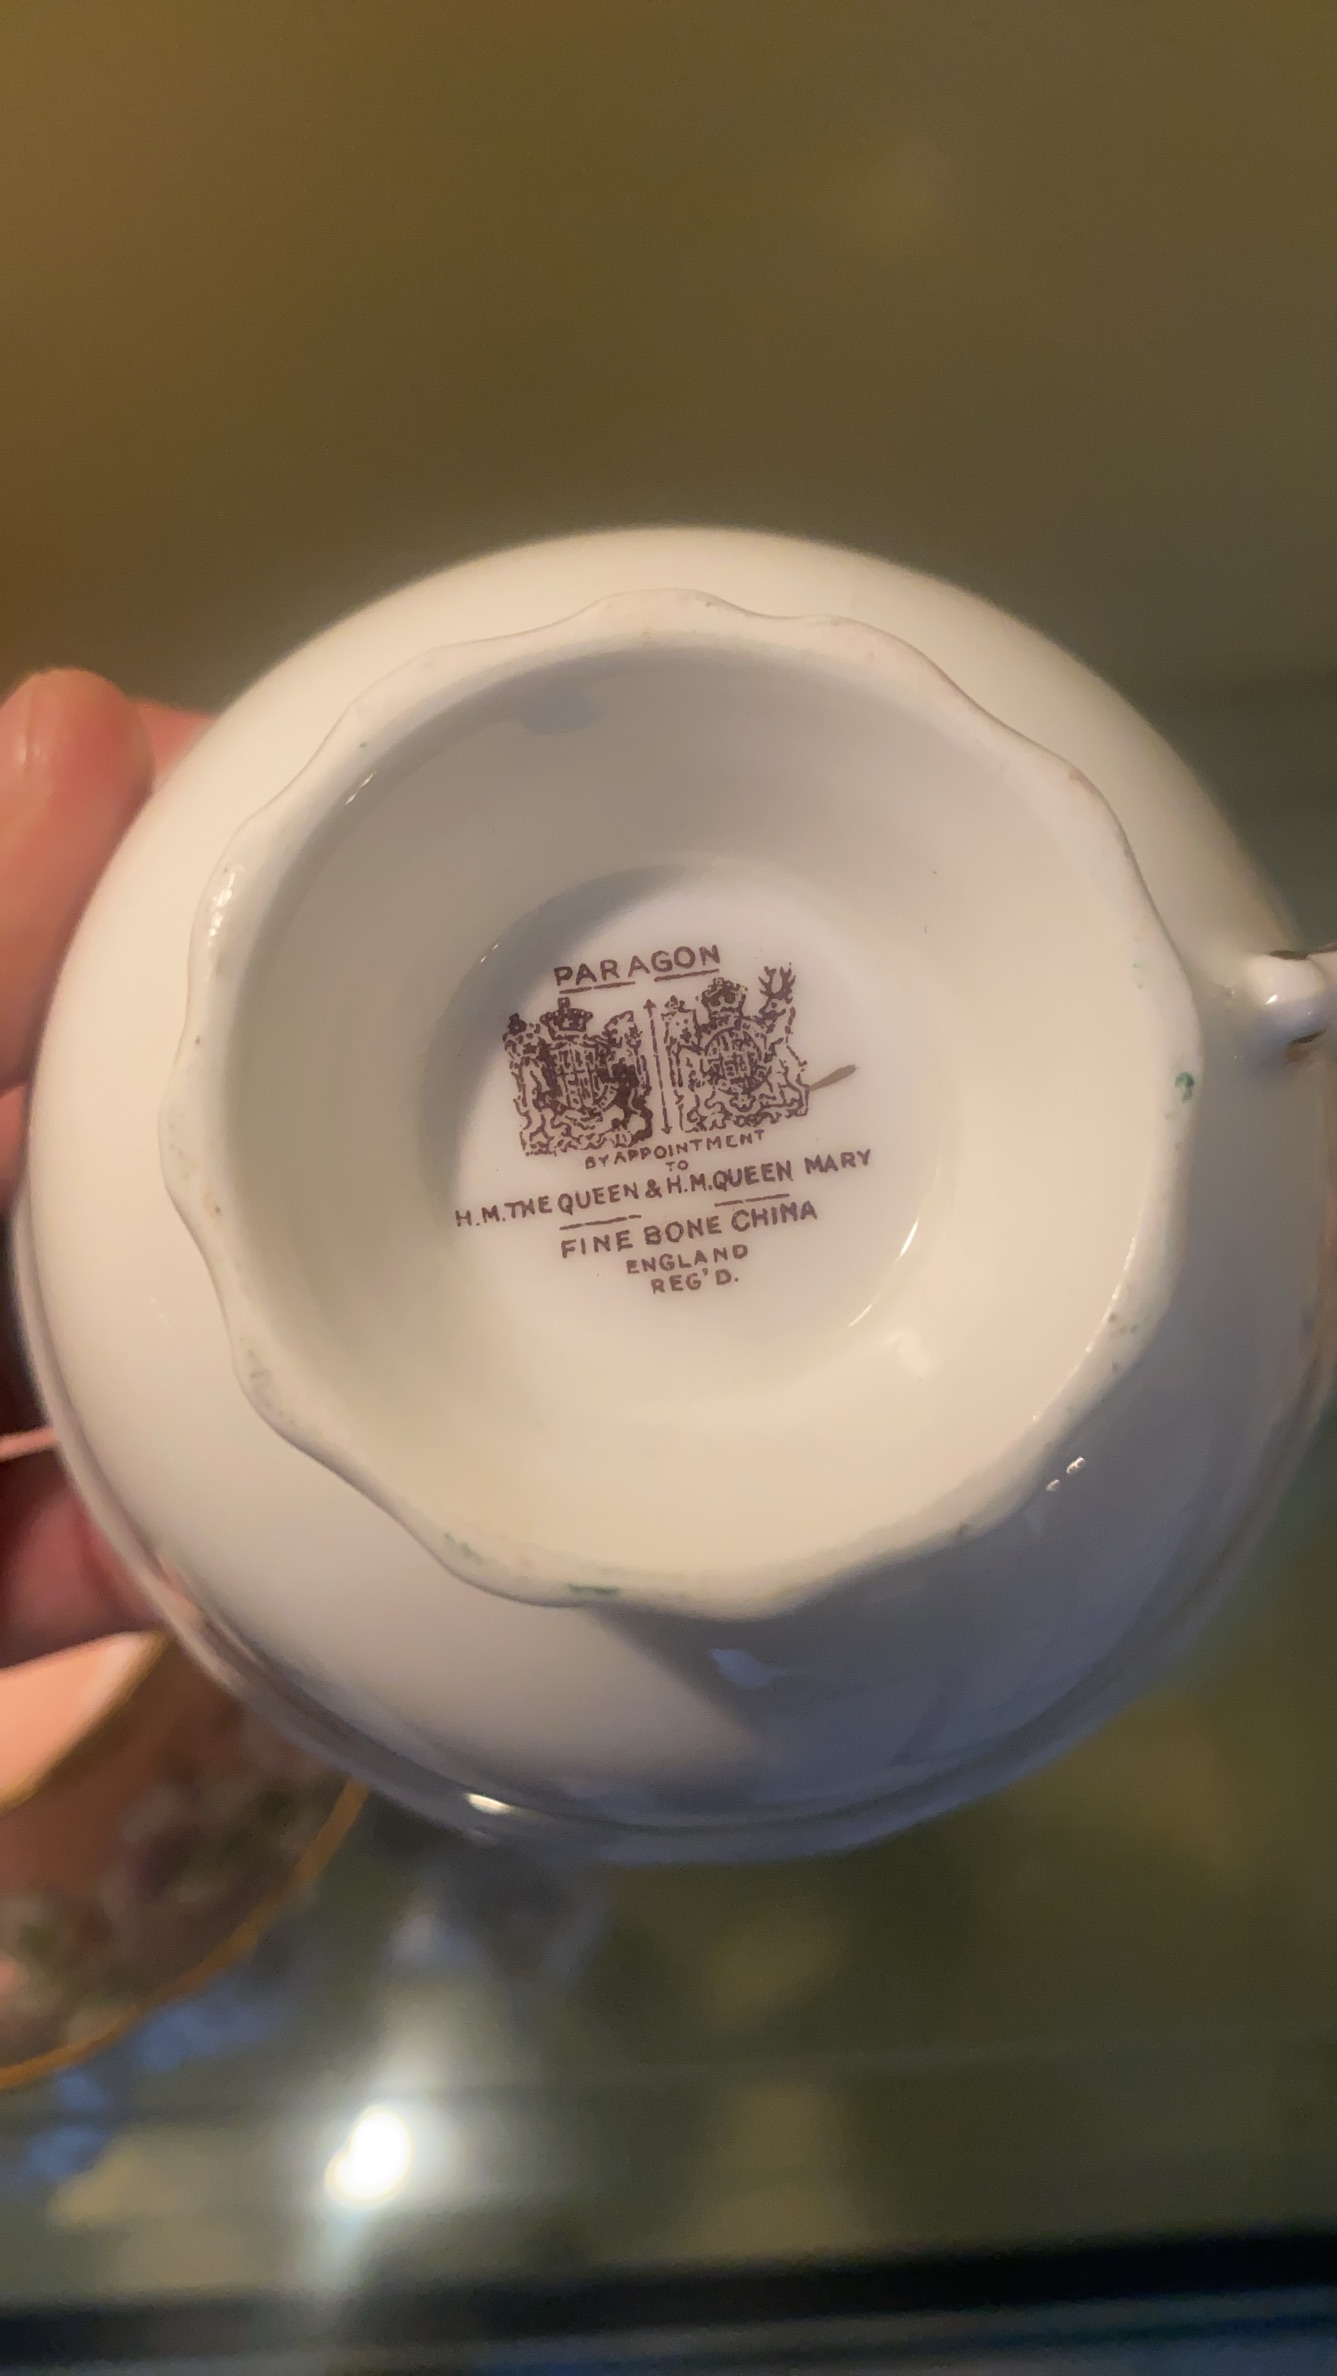 PARAGON
BY APPOINTMENT
TO
H.M. THE QUEEN & H.M. QUEEN MARY
FINE BONE CHINA
ENGLAND
REG'D.